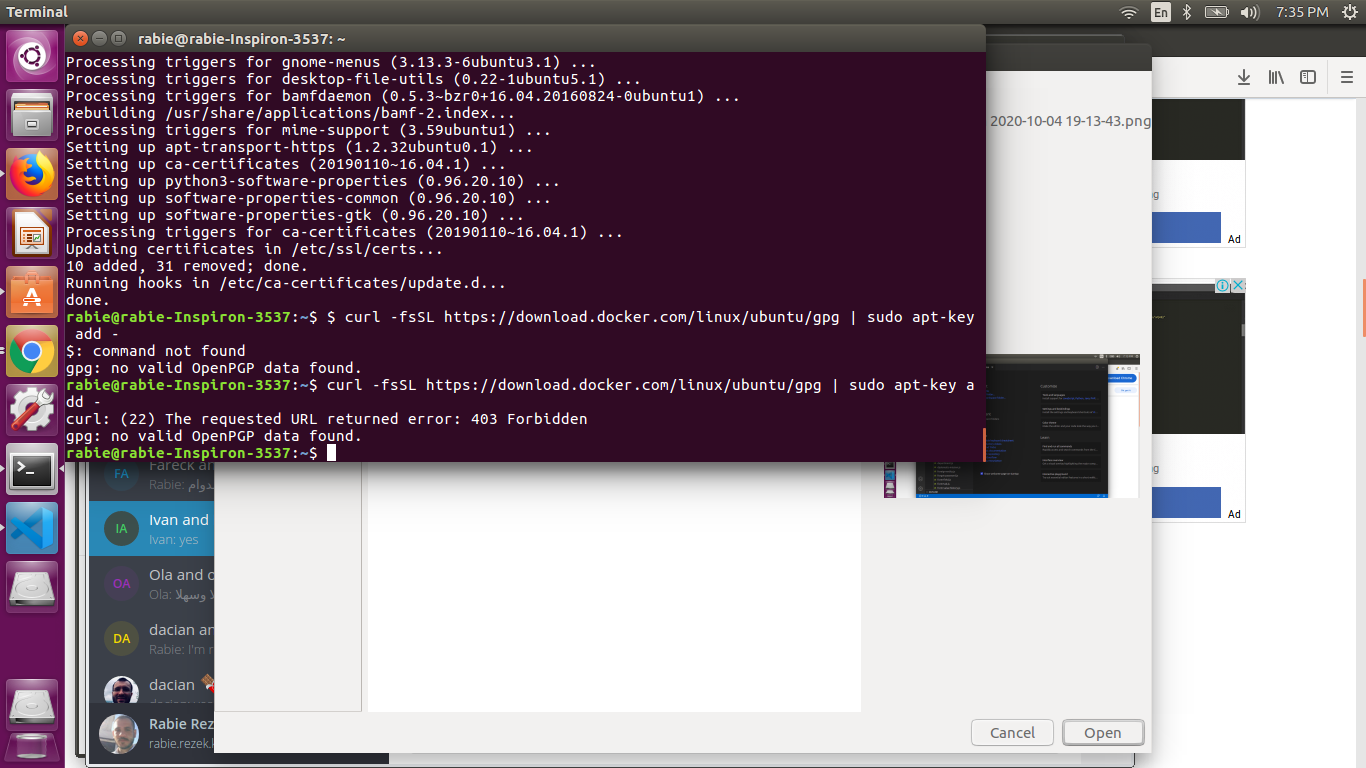 Terminal
En
7:35 PM
rabie@rabie-Inspiron-3537: ~
Processing triggers for gnome-menus (3.13.3-6ubuntu3.1) ...
Processing triggers for desktop-file-utils (0.22-1ubuntu5.1) ...
Processing triggers for bamfdaemon (0.5.3~bzr0+16.04.20160824-0ubuntu1) ...
Rebuilding /usr/share/applications/bamf-2.index...
Processing triggers for mime-support (3.59ubuntu1) ...
Setting up apt-transport-https (1.2.32ubuntu0.1) ...
Setting up ca-certificates (20190110~16.04.1) ...
Setting up python3-software-properties (0.96.20.10) ...
Setting up software-properties-common (0.96.20.10) ...
Setting up software-properties-gtk (0.96.20.10) ...
Processing triggers for ca-certificates (20190110~16.04.1) ...
Updating certificates in /etc/ssl/certs...
10 added, 31 removed; done.
Running hooks in /etc/ca-certificates/update.d...
done.
rabie@rabie-Inspiron-3537:~$ $ curl -fsSL https://download.docker.com/linux/ubuntu/gpg | sudo apt-key
add -
$: command not found
gpg: no valid OpenPGP data found.
rabie@rabie-Inspiron-3537:~$ curl -fsSL https://download.docker.com/linux/ubuntu/gpg | sudo apt-key a
dd -
curl: (22) The requested URL returned error: 403 Forbidden
gpg: no valid OpenPGP data found.
rabie@rabie-Inspiron-3537:~$
2020-10-04 19-13-43.png
Ad
Ad
FA
Fareck an
Rabie: دوام
IA
Ivan and
Ivan: yes
OA
Ola and o
Ola: لا وسهلا
DA
dacian an
Rabie: I'm r
dacian
Rabie Rez
rabie.rezek.k
Cancel
Open